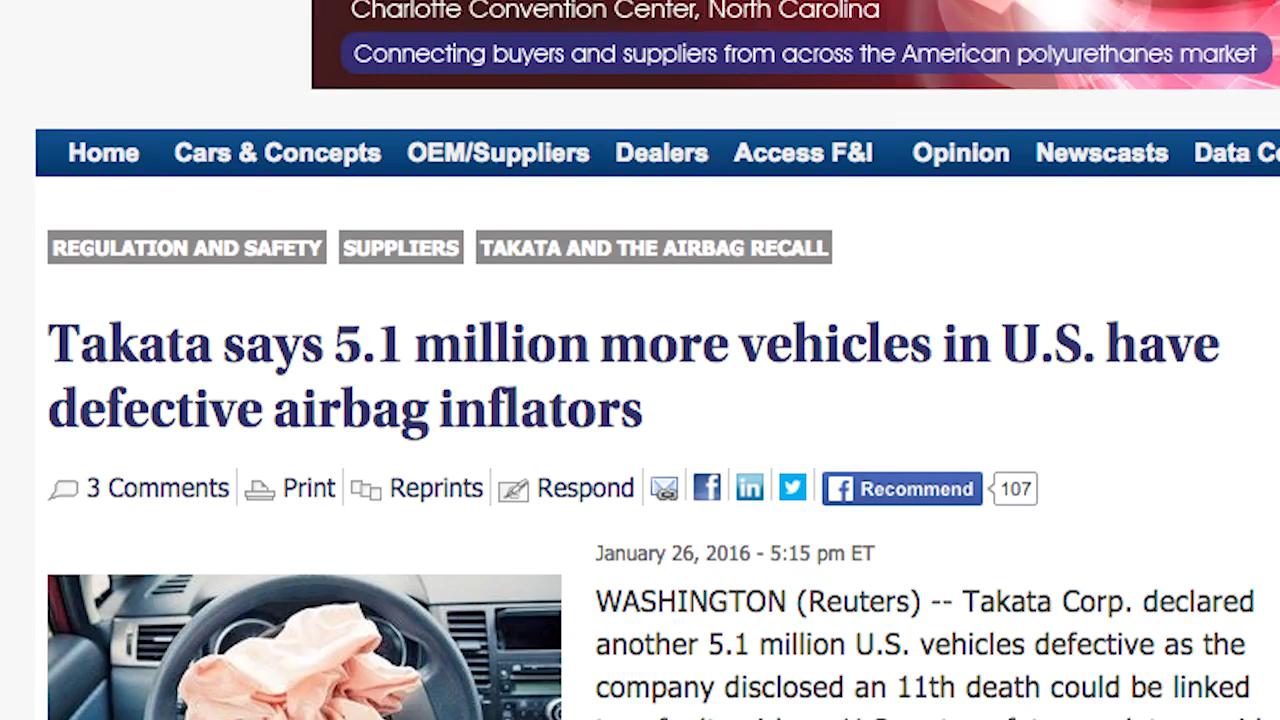 Charlotte Convention Center, North Carolina
Connecting buyers and suppliers from across the American polyurethanes market
Home Cars & Concepts OEM/Suppliers Dealers Access F&I Opinion Newscasts Data
REGULATION AND SAFETY SUPPLIERS TAKATA AND THE AIRBAG RECALL
Takata says 5.1 million more vehicles in U.S. have
defective airbag inflators
3 Comments Print Reprints Respond Recommend 107
January 26, 2016 - 5:15 pm ET
WASHINGTON (Reuters) -- Takata Corp. declared
another 5.1 million U.S. vehicles defective as the
company disclosed an 11th death could be linked